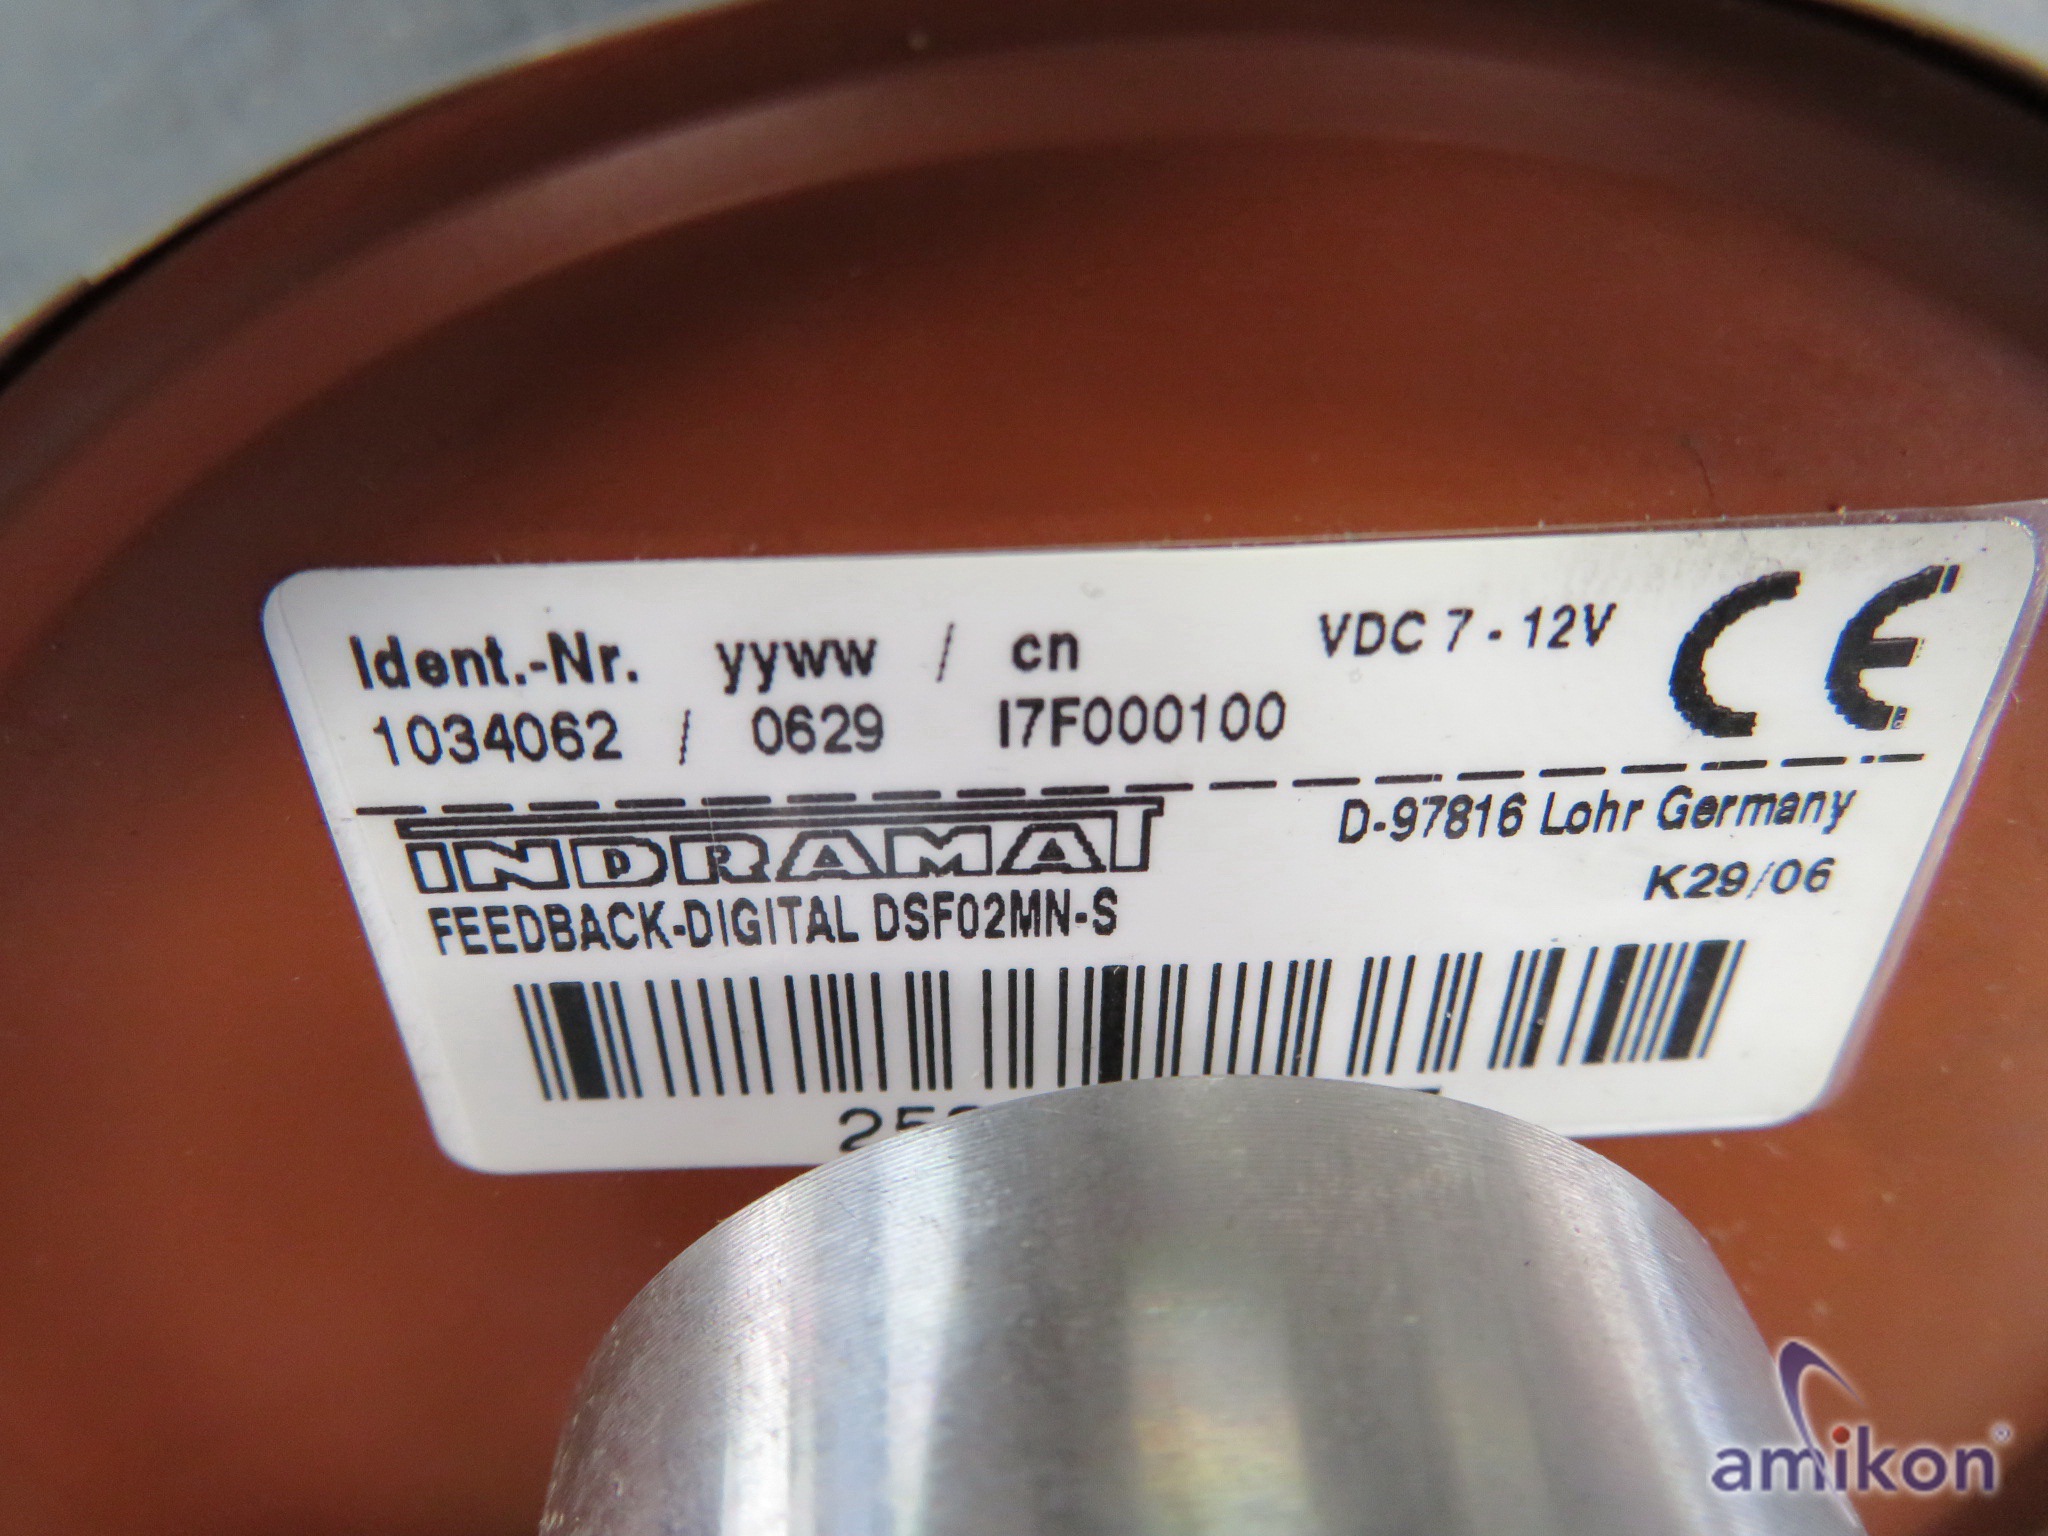 Ident.-Nr. yyww / cn VDC 7 - 12V CE
1034062 / 0629 I7F000100
INDRAMAT D-97816 Lohr Germany
K29/06
FEEDBACK-DIGITAL DSF02MN-S
amikon®